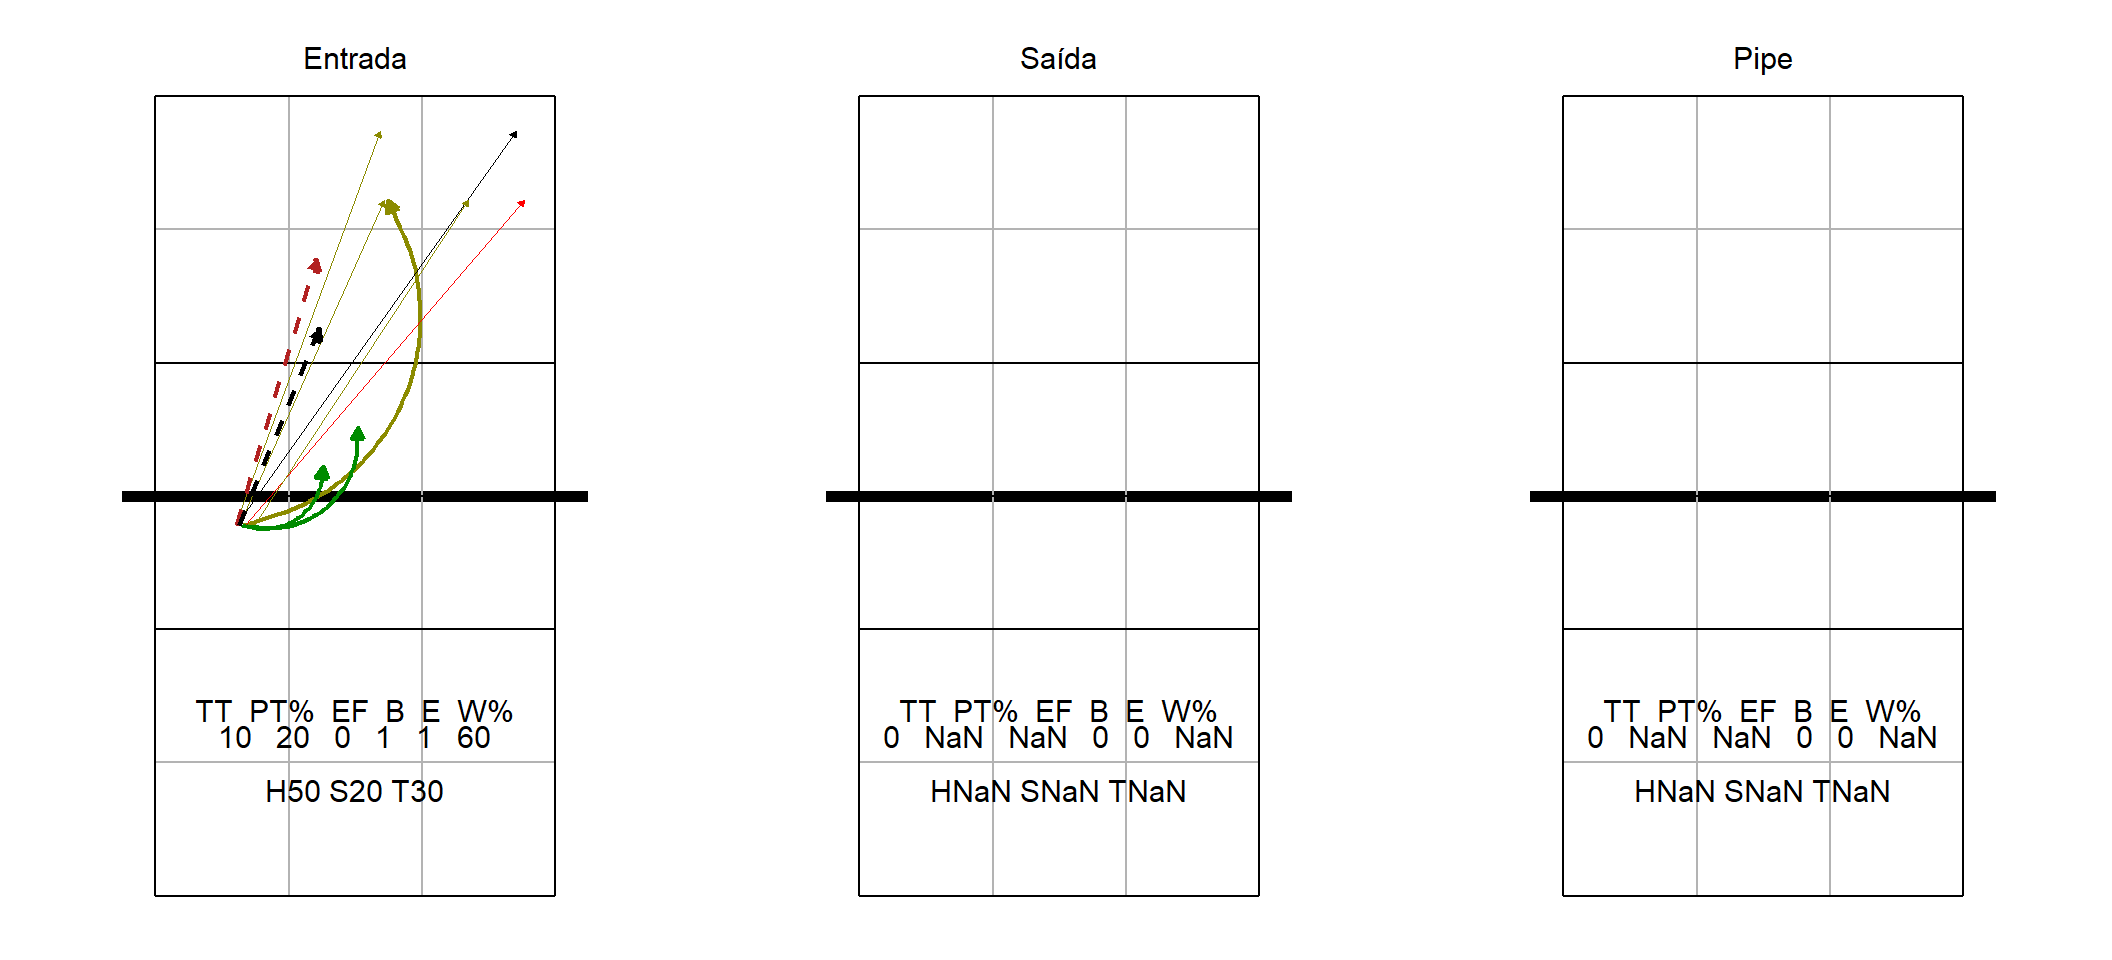 Entrada
TT PT% EF B E W%
10 20 0 1 1 60
H50 S20 T30
Saída
TT PT% EF B E W%
0 NaN NaN 0 0 NaN
HNaN SNaN TNaN
Pipe
TT PT% EF B E W%
0 NaN NaN 0 0 NaN
HNaN SNaN TNaN